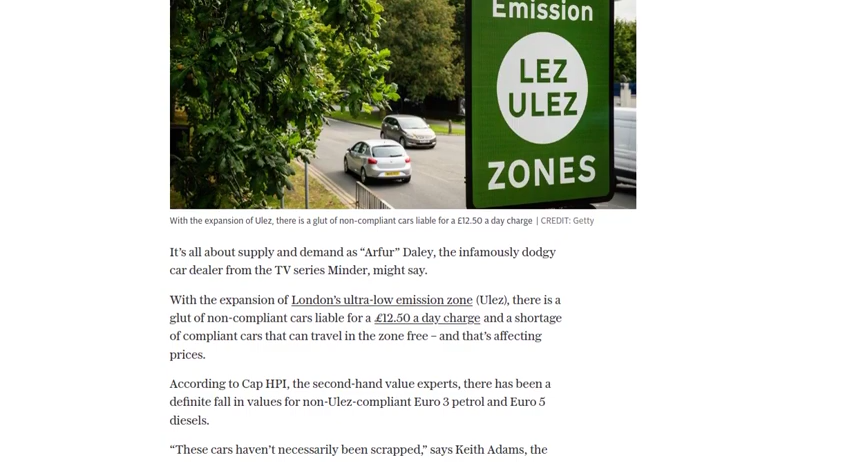 Emission
LEZ
ULEZ
ZONES
With the expansion of Ulez, there is a glut of non-compliant cars liable for a £12.50 a day charge | CREDIT: Getty
It’s all about supply and demand as “Arfur” Daley, the infamously dodgy
car dealer from the TV series Minder, might say.
With the expansion of London’s ultra-low emission zone (Ulez), there is a
glut of non-compliant cars liable for a £12.50 a day charge and a shortage
of compliant cars that can travel in the zone free – and that’s affecting
prices.
According to Cap HPI, the second-hand value experts, there has been a
definite fall in values for non-Ulez-compliant Euro 3 petrol and Euro 5
diesels.
“These cars haven’t necessarily been scrapped,” says Keith Adams, the